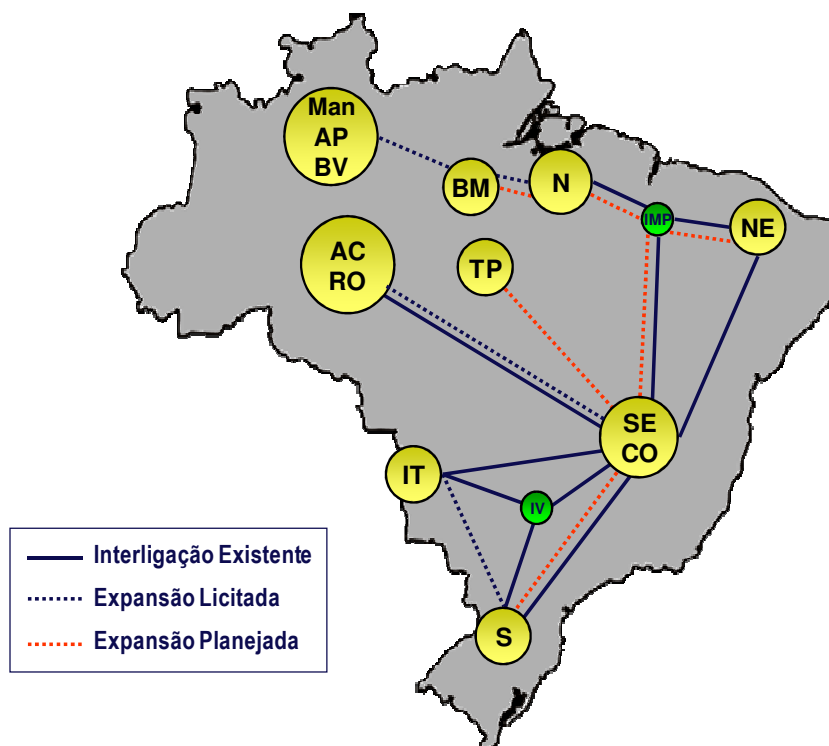 Man
AP
BV
BM
N
IMP
NE
AC
RO
TP
SE
CO
IT
IV
S
Interligação Existente
Expansão Licitada
Expansão Planejada